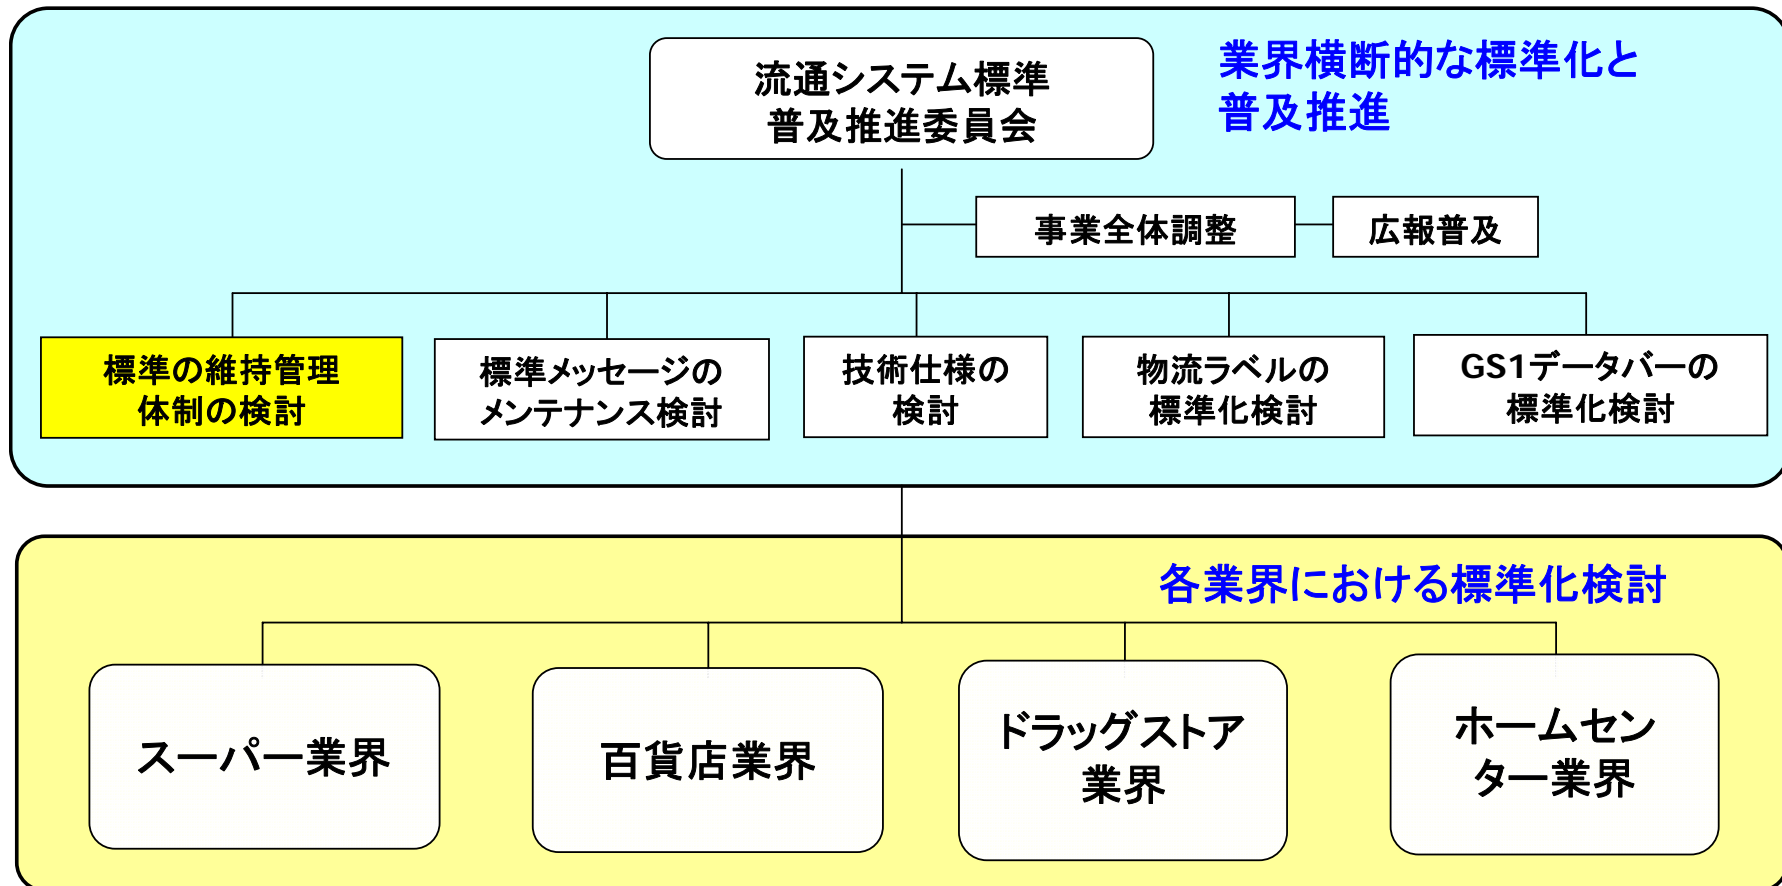 業界横断的な標準化と
普及推進
流通システム標準
普及推進委員会
事業全体調整
広報普及
標準の維持管理
体制の検討
標準メッセージの
メンテナンス検討
技術仕様の
検討
物流ラベルの
標準化検討
GS1データバーの
標準化検討
各業界における標準化検討
スーパー業界
百貨店業界
ドラッグストア
業界
ホームセン
ター業界